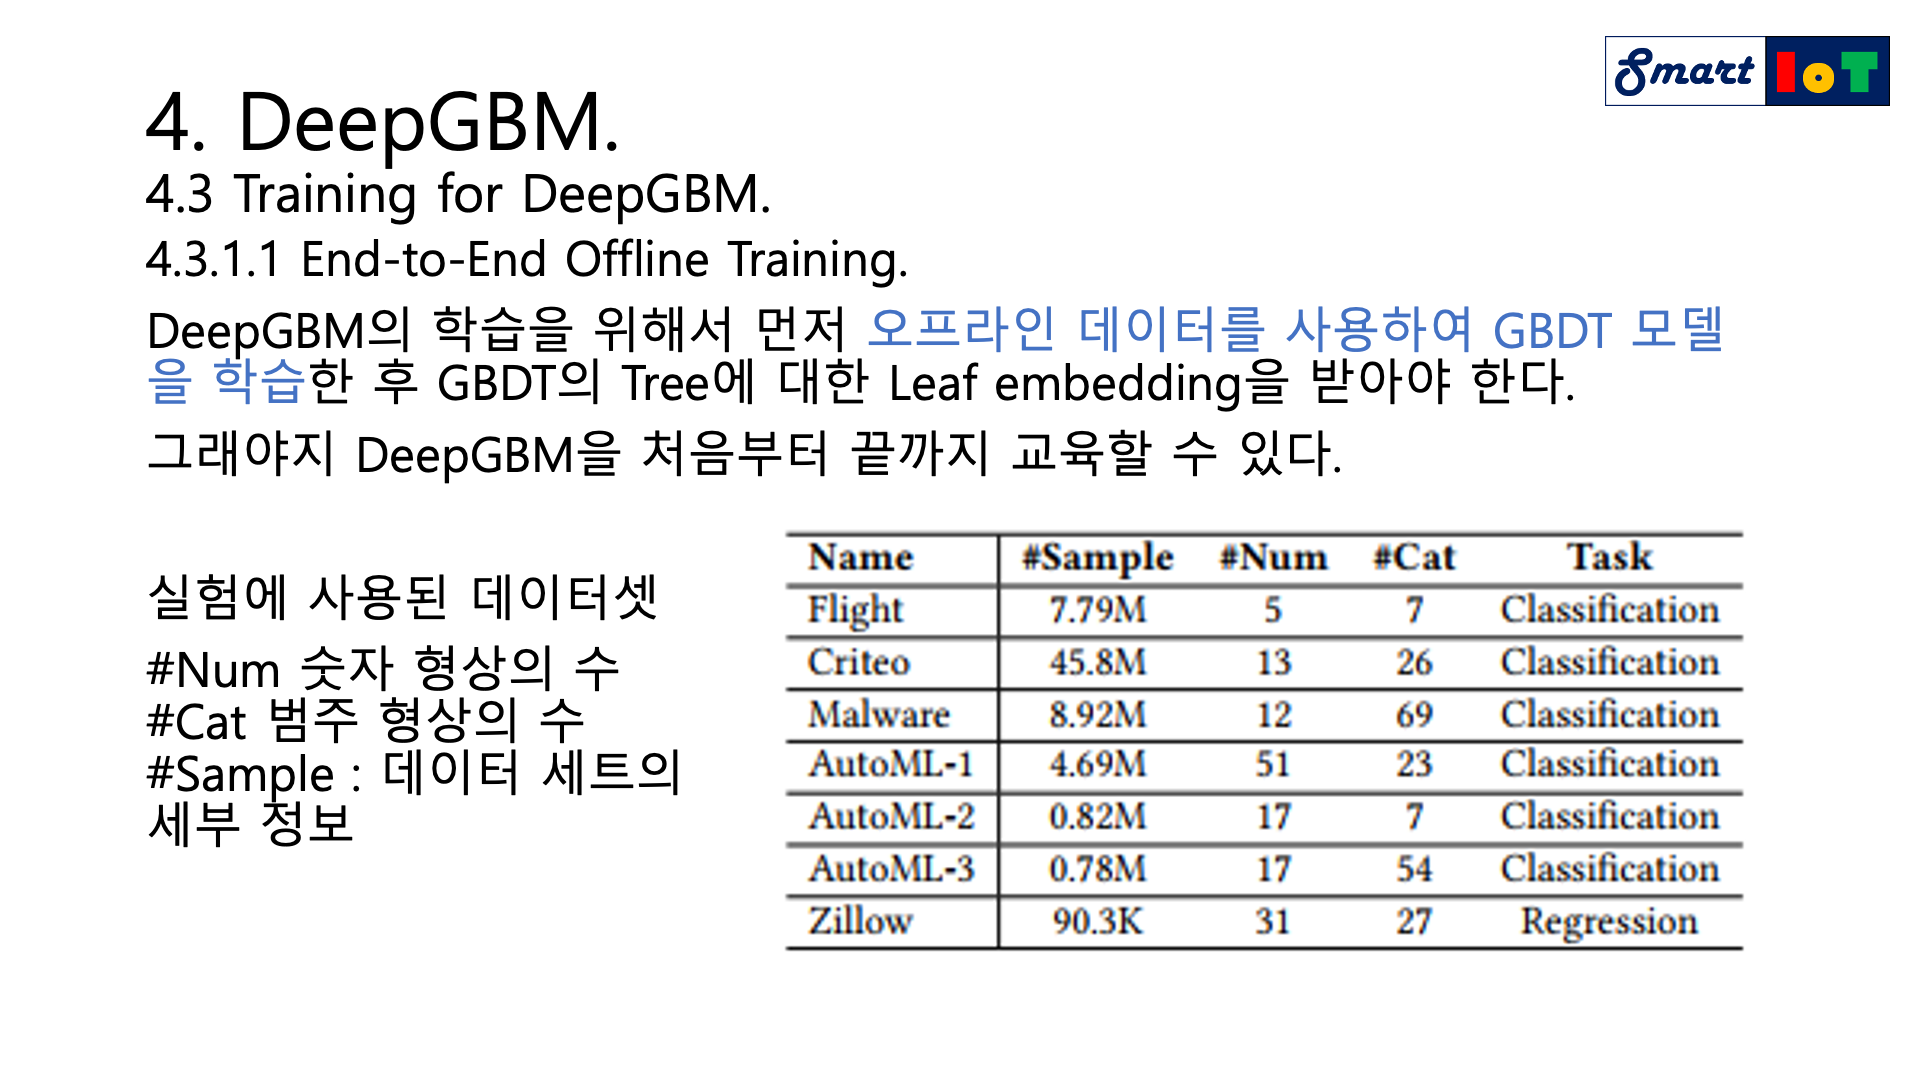 Smart IoT
4. DeepGBM.
4.3 Training for DeepGBM.
4.3.1.1 End-to-End Offline Training.
DeepGBM의 학습을 위해서 먼저 오프라인 데이터를 사용하여 GBDT 모델
을 학습한 후 GBDT의 Tree에 대한 Leaf embedding을 받아야 한다.
그래야지 DeepGBM을 처음부터 끝까지 교육할 수 있다.
실험에 사용된 데이터셋
#Num 숫자 형상의 수
#Cat 범주 형상의 수
#Sample : 데이터 세트의
세부 정보
Name #Sample #Num #Cat Task
Flight 7.79M 5 7 Classification
Criteo 45.8M 13 26 Classification
Malware 8.92M 12 69 Classification
AutoML-1 4.69M 51 23 Classification
AutoML-2 0.82M 17 7 Classification
AutoML-3 0.78M 17 54 Classification
Zillow 90.3K 31 27 Regression